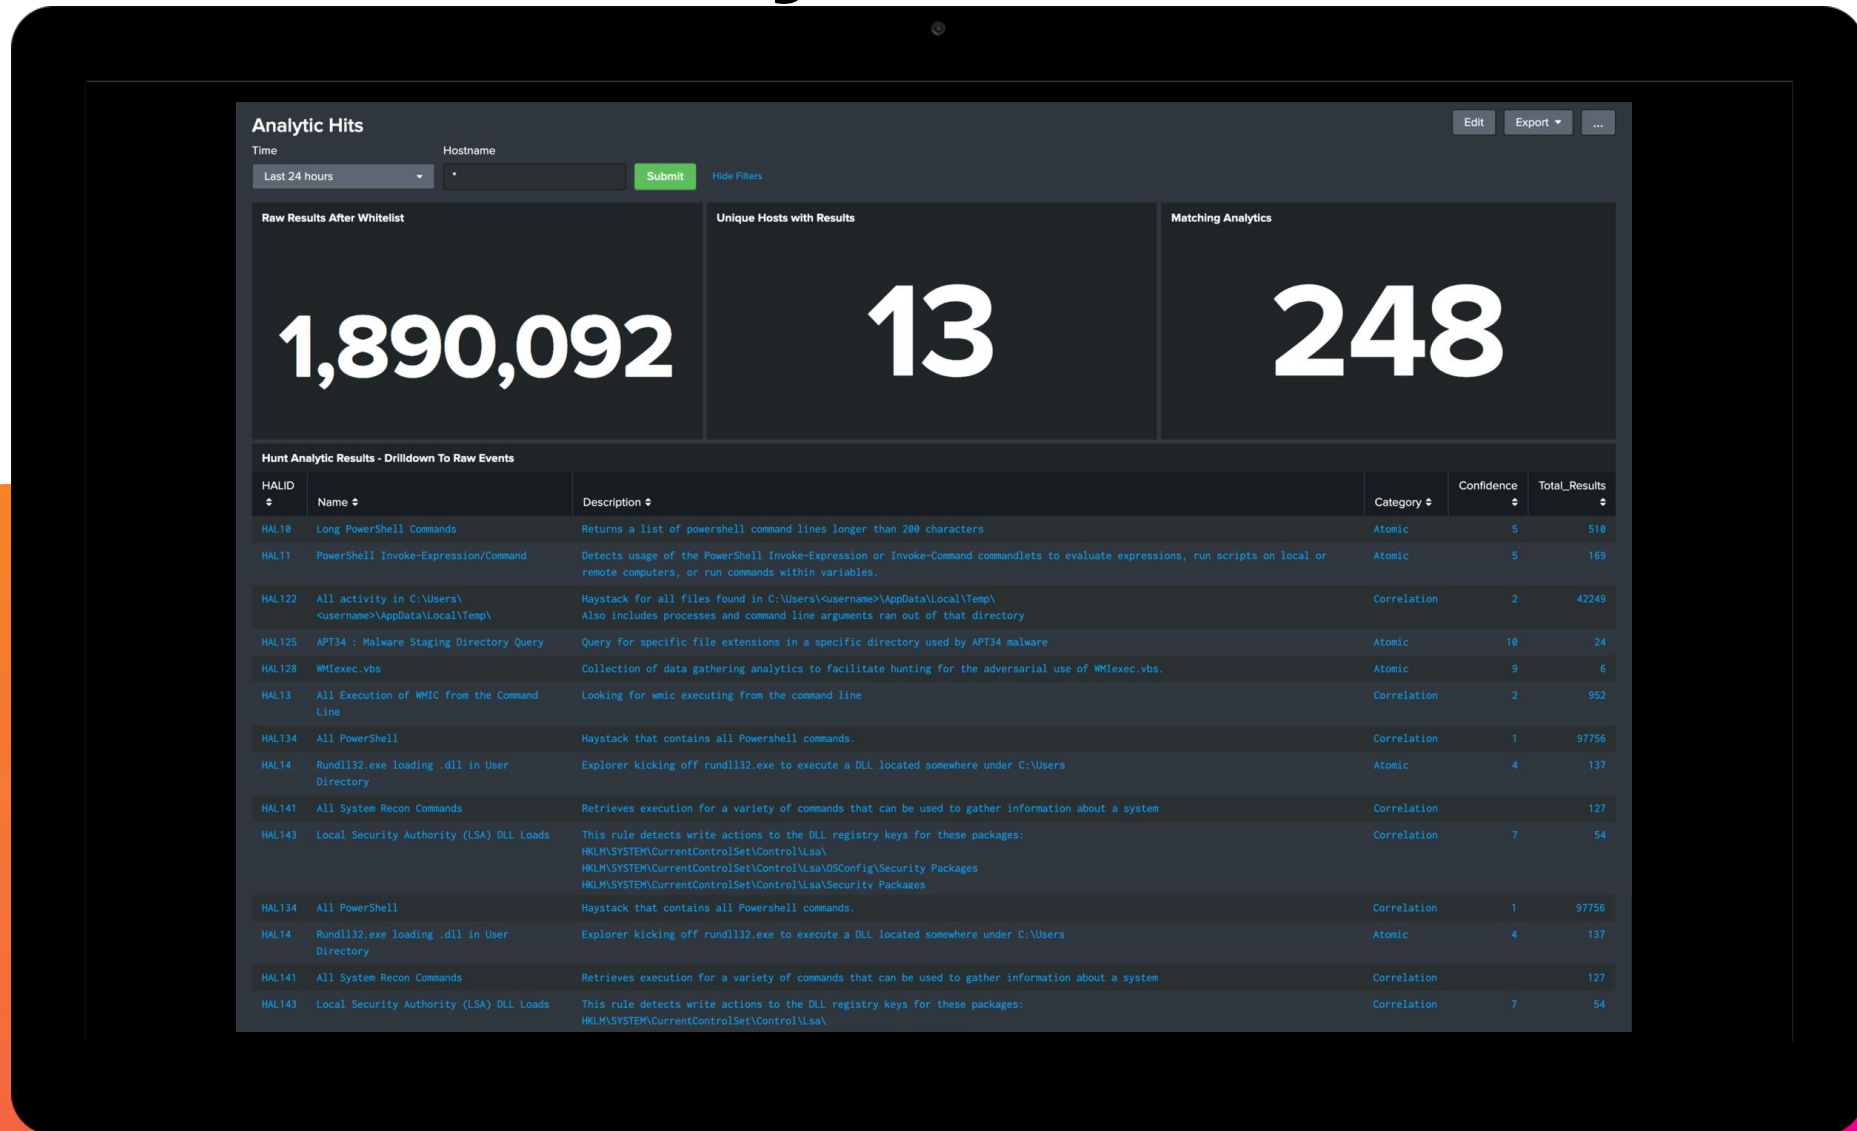 Analytic Hits
Edit
Export
...
Time
Hostname
Last 24 hours
*
Submit
Hide Filters
Raw Results After Whitelist
Unique Hosts with Results
Matching Analytics
1,890,092
13
248
Hunt Analytic Results - Drilldown To Raw Events
HALID
Name
Description
Category
Confidence
Total_Results
HAL10 Long PowerShell Commands Returns a list of powershell command lines longer than 200 characters Atomic 5 510
HAL11 PowerShell Invoke-Expression/Command Detects usage of the PowerShell Invoke-Expression or Invoke-Command commandlets to evaluate expressions, run scripts on local or Atomic 5 169
remote computers, or run commands within variables.
HAL122 All activity in C:\Users\ Haystack for all files found in C:\Users\<username>\AppData\Local\Temp\ Correlation 2 42249
<username>\AppData\Local\Temp\ Also includes processes and command line arguments ran out of that directory
HAL125 APT34 : Malware Staging Directory Query Query for specific file extensions in a specific directory used by APT34 malware Atomic 10 24
HAL128 WMIexec.vbs Collection of data gathering analytics to facilitate hunting for the adversarial use of WMIexec.vbs. Atomic 9 6
HAL13 All Execution of WMIC from the Command Looking for wmic executing from the command line Correlation 2 952
Line
HAL134 All PowerShell Haystack that contains all Powershell commands. Correlation 1 97756
HAL14 Rundll32.exe loading .dll in User Explorer kicking off rundll32.exe to execute a DLL located somewhere under C:\Users Atomic 4 137
Directory
HAL141 All System Recon Commands Retrieves execution for a variety of commands that can be used to gather information about a system Correlation 127
HAL143 Local Security Authority (LSA) DLL Loads This rule detects write actions to the DLL registry keys for these packages: Correlation 7 54
HKLM\SYSTEM\CurrentControlSet\Control\Lsa\
HKLM\SYSTEM\CurrentControlSet\Control\Lsa\OSConfig\Security Packages
HKLM\SYSTEM\CurrentControlSet\Control\Lsa\Security Packages
HAL134 All PowerShell Haystack that contains all Powershell commands. Correlation 1 97756
HAL14 Rundll32.exe loading .dll in User Explorer kicking off rundll32.exe to execute a DLL located somewhere under C:\Users Atomic 4 137
Directory
HAL141 All System Recon Commands Retrieves execution for a variety of commands that can be used to gather information about a system Correlation 127
HAL143 Local Security Authority (LSA) DLL Loads This rule detects write actions to the DLL registry keys for these packages: Correlation 7 54
HKLM\SYSTEM\CurrentControlSet\Control\Lsa\